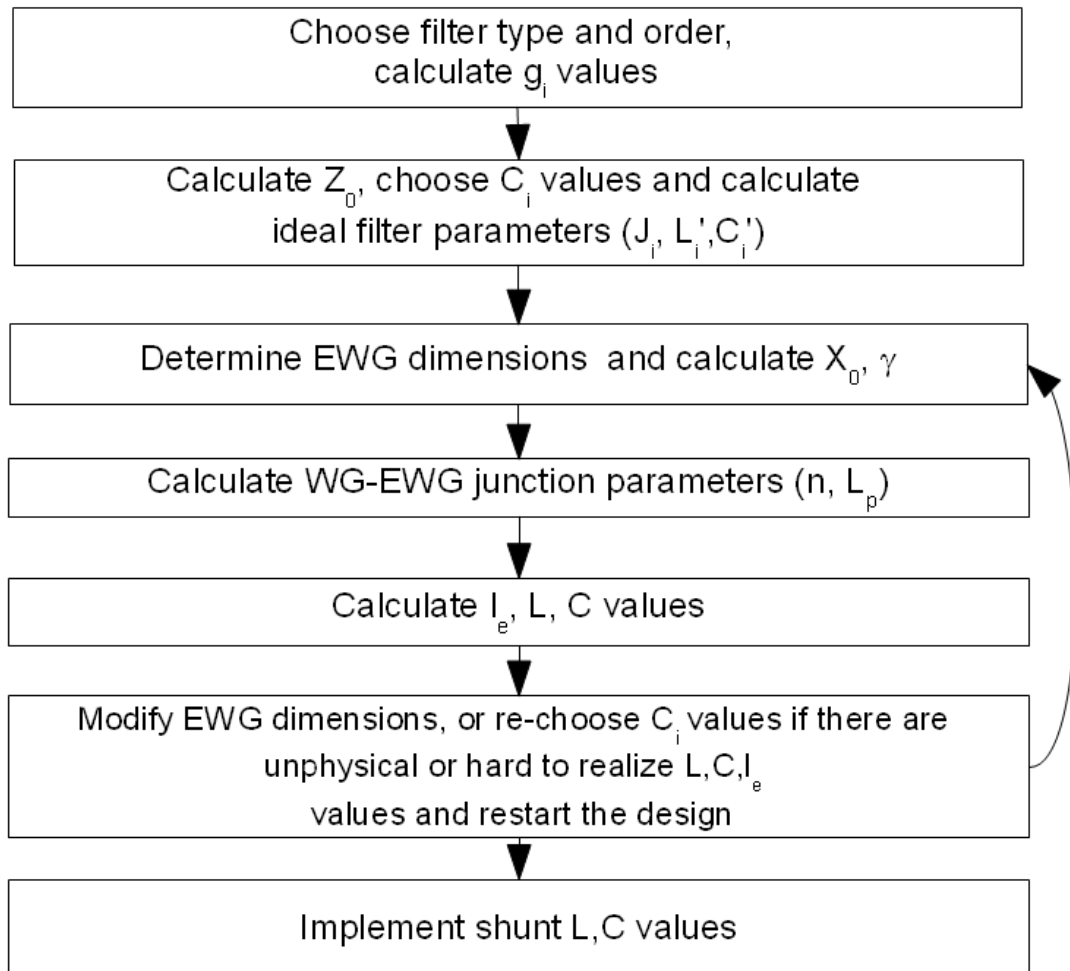 Choose filter type and order,
calculate gᵢ values
Calculate Z₀, choose Cᵢ values and calculate
ideal filter parameters (Jᵢ, Lᵢ',Cᵢ')
Determine EWG dimensions and calculate X₀, γ
Calculate WG-EWG junction parameters (n, Lₚ)
Calculate lₑ, L, C values
Modify EWG dimensions, or re-choose Cᵢ values if there are
unphysical or hard to realize L,C,lₑ
values and restart the design
Implement shunt L,C values